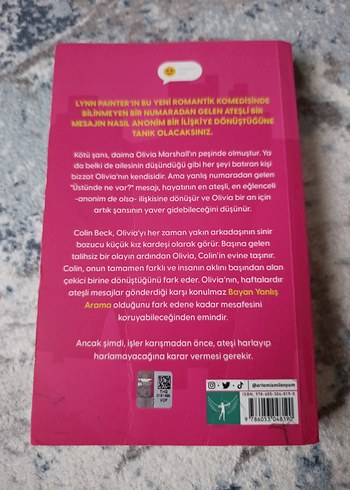 LYNN PAINTER'IN BU YENİ ROMANTİK KOMEDİSİNDE
BİLİNMEYEN BİR NUMARADAN GELEN ATEŞLİ BİR
MESAJIN NASIL ANONİM BİR İLİŞKİYE DÖNÜŞTÜĞÜNE
TANIK OLACAKSINIZ.
Kötü şans, daima Olivia Marshall'ın peşinde olmuştur. Ya
da belki de ailesinin düşündüğü gibi her şeyi batıran kişi
bizzat Olivia'nın kendisidir. Ama yanlış numaradan gelen
"Üstünde ne var?" mesajı, hayatının en ateşli, en eğlenceli
-anonim de olsa- ilişkisine dönüşür ve Olivia bir an için
artık şansının yaver gidebileceğini düşünür.
Colin Beck, Olivia'yı her zaman yakın arkadaşının sinir
bozucu küçük kız kardeşi olarak görür. Başına gelen
talihsiz bir olayın ardından Olivia, Colin'in evine taşınır.
Colin, onun tamamen farklı ve insanın aklını başından alan
çekici birine dönüştüğünü fark eder. Olivia'nın, haftalardır
ateşli mesajlar gönderdiği karşı konulmaz Bayan Yanlış
Arama olduğunu fark edene kadar mesafesini
koruyabileceğinden emindir.
Ancak şimdi, işler karışmadan önce, ateşi harlayıp
harlamayacağına karar vermesi gerekir.
@artemismilenyum